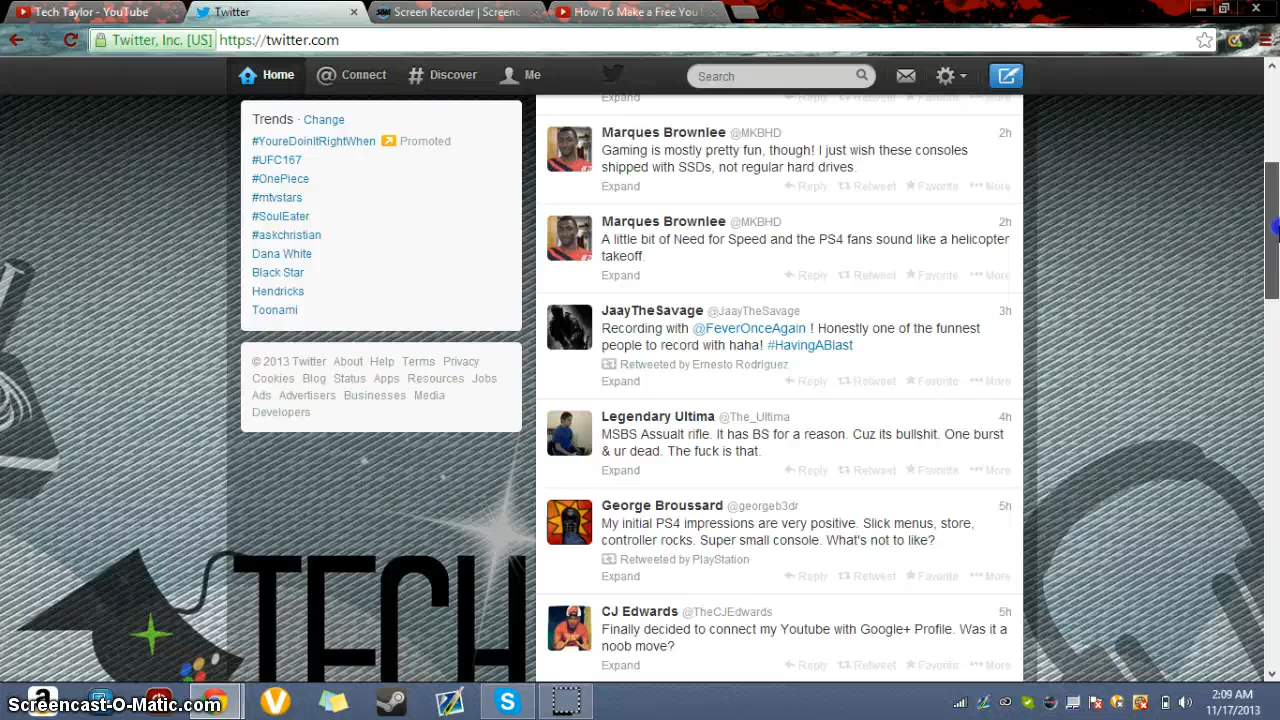 Tech Taylor - YouTube
Twitter
Screen Recorder | Screenc
How To Make a Free You
Twitter, Inc. [US] https://twitter.com
Home Connect Discover Me Search
Trends · Change
#YoureDoinItRightWhen Promoted
#UFC167
#OnePiece
#mtvstars
#SoulEater
#askchristian
Dana White
Black Star
Hendricks
Toonami
© 2013 Twitter About Help Terms Privacy
Cookies Blog Status Apps Resources Jobs
Ads Advertisers Businesses Media
Developers
Expand Reply Retweet Favorite More
Marques Brownlee @MKBHD 2h
Gaming is mostly pretty fun, though! I just wish these consoles
shipped with SSDs, not regular hard drives.
Expand Reply Retweet Favorite More
Marques Brownlee @MKBHD 2h
A little bit of Need for Speed and the PS4 fans sound like a helicopter
takeoff.
Expand Reply Retweet Favorite More
JaayTheSavage @JaayTheSavage 3h
Recording with @FeverOnceAgain ! Honestly one of the funnest
people to record with haha! #HavingABlast
Retweeted by Ernesto Rodriguez
Expand Reply Retweet Favorite More
Legendary Ultima @The_Ultima 4h
MSBS Assualt rifle. It has BS for a reason. Cuz its bullshit. One burst
& ur dead. The fuck is that.
Expand Reply Retweet Favorite More
George Broussard @georgeb3dr 5h
My initial PS4 impressions are very positive. Slick menus, store,
controller rocks. Super small console. What's not to like?
Retweeted by PlayStation
Expand Reply Retweet Favorite More
CJ Edwards @TheCJEdwards 5h
Finally decided to connect my Youtube with Google+ Profile. Was it a
noob move?
Expand Reply Retweet Favorite More
TECH
Screencast-O-Matic.com
2:09 AM
11/17/2013